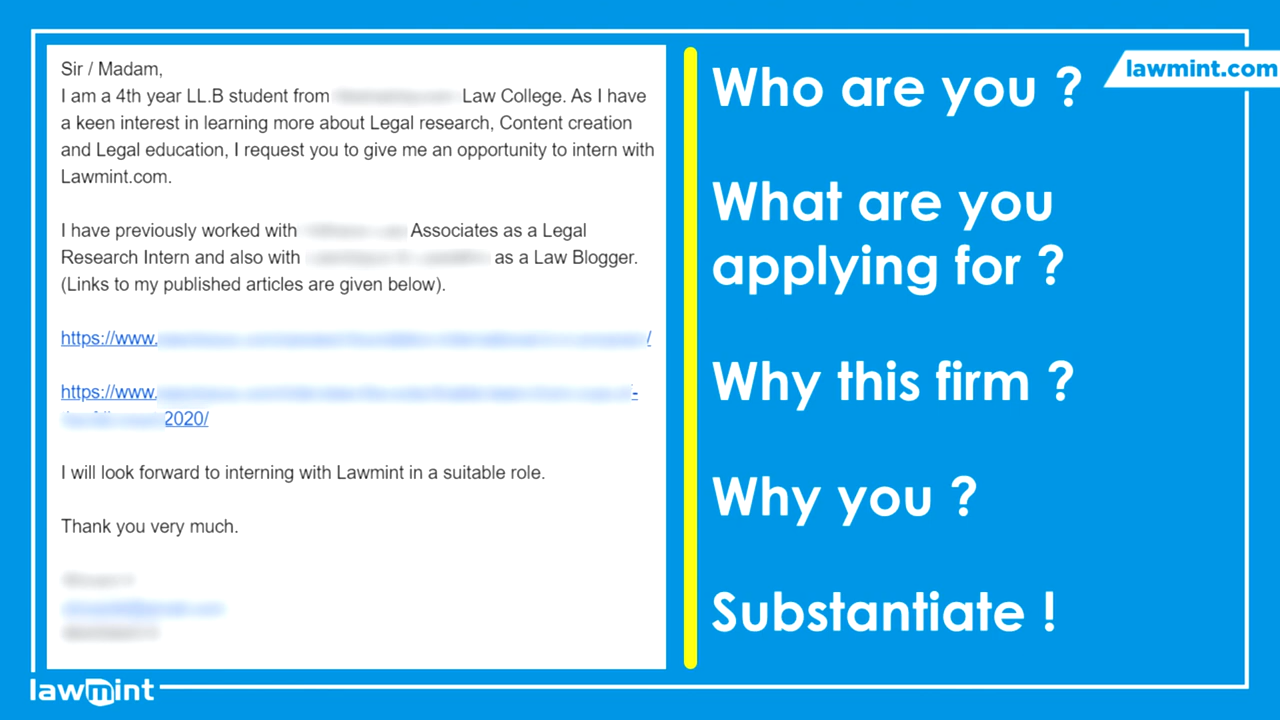 Sir / Madam,
I am a 4th year LL.B student from Law College. As I have
a keen interest in learning more about Legal research, Content creation
and Legal education, I request you to give me an opportunity to intern with
Lawmint.com.
I have previously worked with Associates as a Legal
Research Intern and also with as a Law Blogger.
(Links to my published articles are given below).
https://www. /
https://www. -
2020/
I will look forward to interning with Lawmint in a suitable role.
Thank you very much.
Who are you ?
What are you
applying for ?
Why this firm ?
Why you ?
Substantiate !
lawmint.com
lawmint